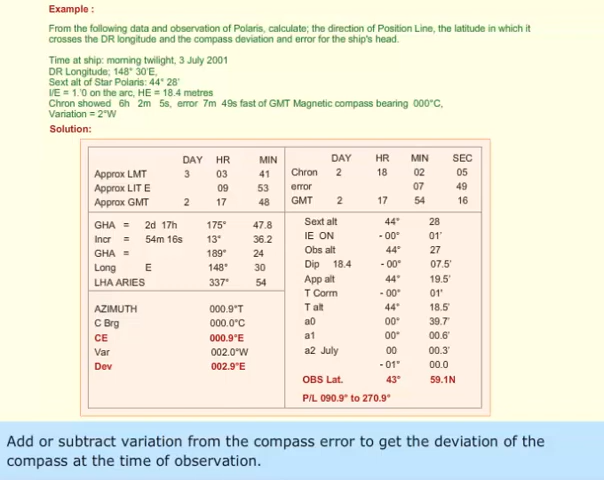 Example :
From the following data and observation of Polaris, calculate; the direction of Position Line, the latitude in which it
crosses the DR longitude and the compass deviation and error for the ship's head.
Time at ship: morning twilight, 3 July 2001
DR Longitude; 148° 30'E,
Sext alt of Star Polaris: 44° 28'
I/E = 1.'0 on the arc, HE = 18.4 metres
Chron showed 6h 2m 5s, error 7m 49s fast of GMT Magnetic compass bearing 000°C,
Variation = 2°W
Solution:
DAY HR MIN
Approx LMT 3 03 41
Approx LIT E 09 53
Approx GMT 2 17 48
GHA = 2d 17h 175° 47.8
Incr = 54m 16s 13° 36.2
GHA = 189° 24
Long E 148° 30
LHA ARIES 337° 54
AZIMUTH 000.9°T
C Brg 000.0°C
CE 000.9°E
Var 002.0°W
Dev 002.9°E
DAY HR MIN SEC
Chron 2 18 02 05
error 07 49
GMT 2 17 54 16
Sext alt 44° 28
IE ON - 00° 01'
Obs alt 44° 27
Dip 18.4 - 00° 07.5'
App alt 44° 19.5'
T Corrn - 00° 01'
T alt 44° 18.5'
a0 00° 39.7'
a1 00° 00.6'
a2 July 00 00.3'
- 01° 00.0
OBS Lat. 43° 59.1N
P/L 090.9° to 270.9°
Add or subtract variation from the compass error to get the deviation of the
compass at the time of observation.